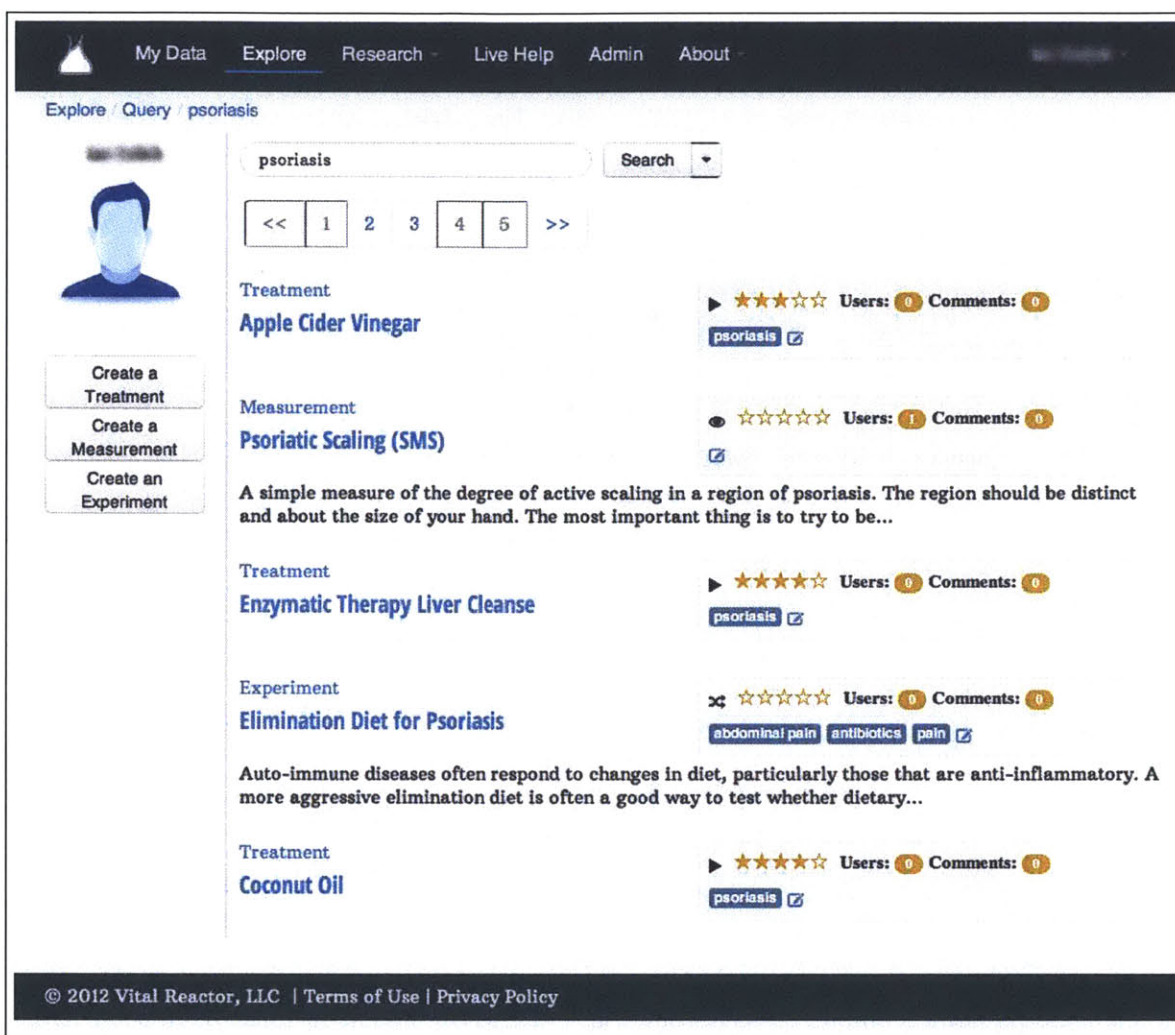 My Data Explore Research Live Help Admin About
Explore / Query / psoriasis
psoriasis Search
<< 1 2 3 4 5 >>
Create a
Treatment
Create a
Measurement
Create an
Experiment
Treatment
Apple Cider Vinegar
Users: 0 Comments: 0
psoriasis
Measurement
Psoriatic Scaling (SMS)
Users: 1 Comments: 0
A simple measure of the degree of active scaling in a region of psoriasis. The region should be distinct
and about the size of your hand. The most important thing is to try to be...
Treatment
Enzymatic Therapy Liver Cleanse
Users: 0 Comments: 0
psoriasis
Experiment
Elimination Diet for Psoriasis
Users: 0 Comments: 0
abdominal pain antibiotics pain
Auto-immune diseases often respond to changes in diet, particularly those that are anti-inflammatory. A
more aggressive elimination diet is often a good way to test whether dietary...
Treatment
Coconut Oil
Users: 0 Comments: 0
psoriasis
© 2012 Vital Reactor, LLC | Terms of Use | Privacy Policy